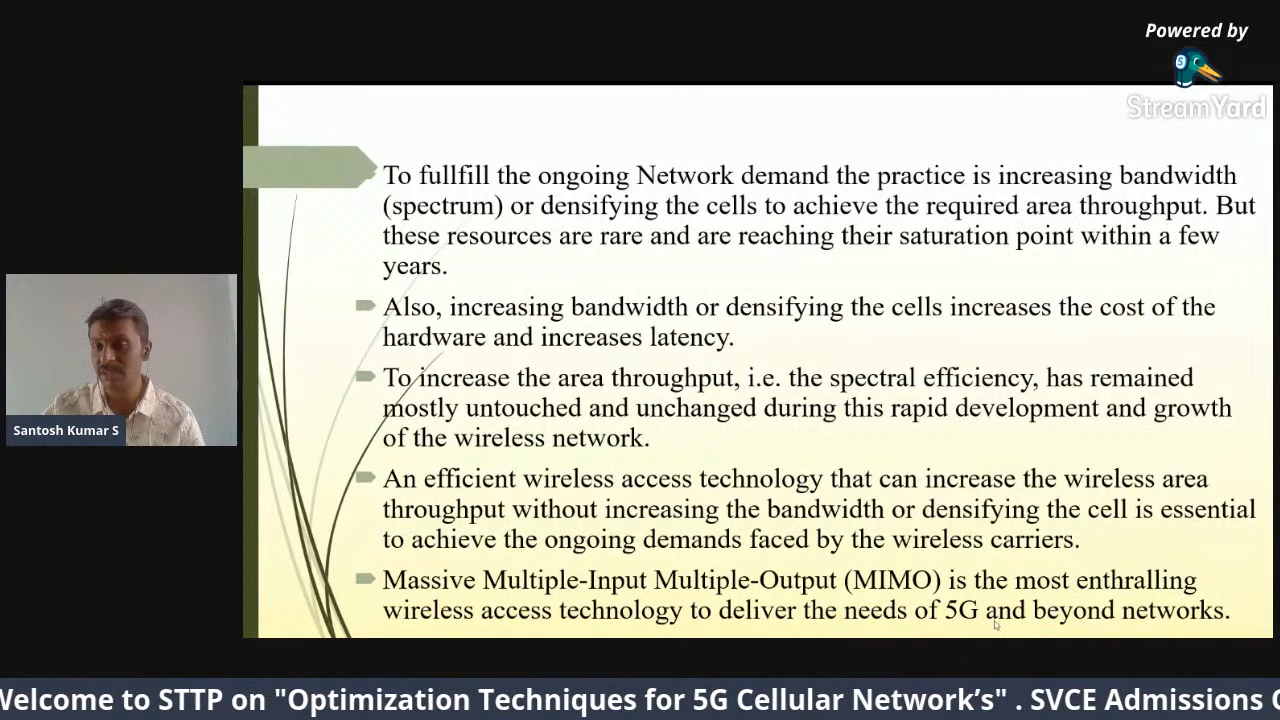 Powered by
StreamYard
To fullfill the ongoing Network demand the practice is increasing bandwidth
(spectrum) or densifying the cells to achieve the required area throughput. But
these resources are rare and are reaching their saturation point within a few
years.
Also, increasing bandwidth or densifying the cells increases the cost of the
hardware and increases latency.
To increase the area throughput, i.e. the spectral efficiency, has remained
mostly untouched and unchanged during this rapid development and growth
of the wireless network.
An efficient wireless access technology that can increase the wireless area
throughput without increasing the bandwidth or densifying the cell is essential
to achieve the ongoing demands faced by the wireless carriers.
Massive Multiple-Input Multiple-Output (MIMO) is the most enthralling
wireless access technology to deliver the needs of 5G and beyond networks.
Santosh Kumar S
Welcome to STTP on "Optimization Techniques for 5G Cellular Network’s" . SVCE Admissions